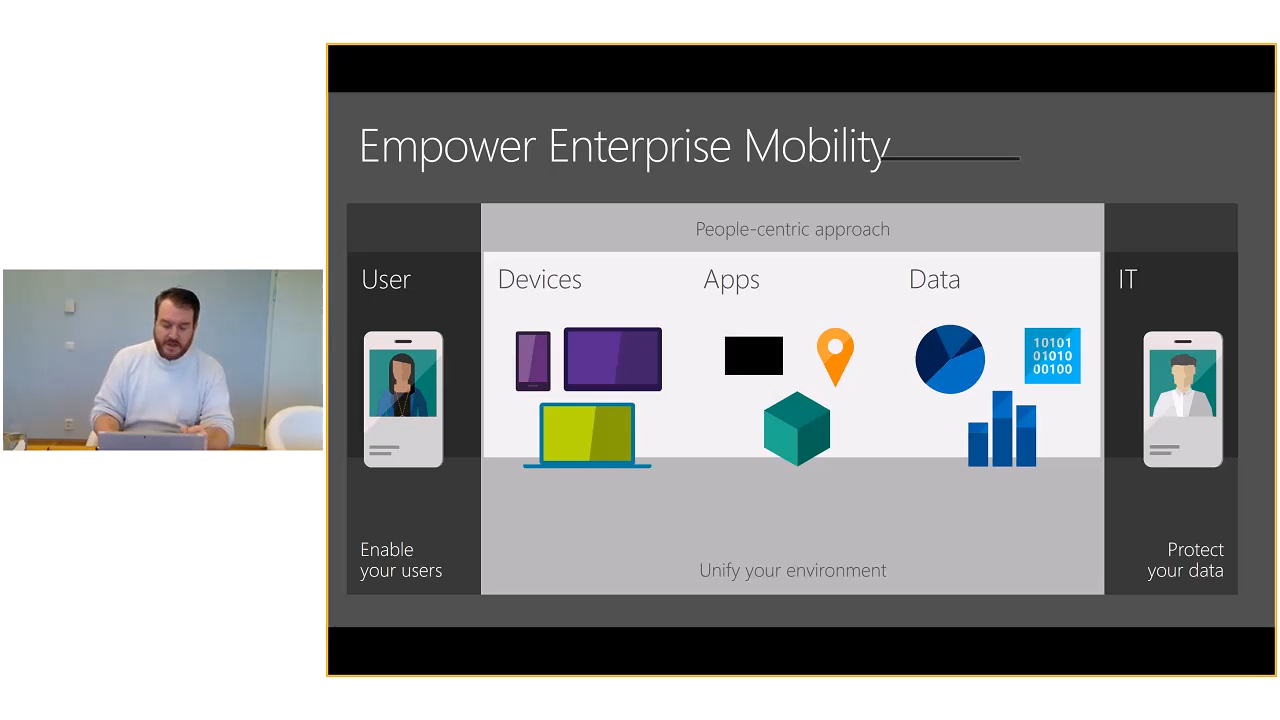 Empower Enterprise Mobility
People-centric approach
User
Devices
Apps
Data
IT
10101
01010
00100
Enable
your users
Unify your environment
Protect
your data